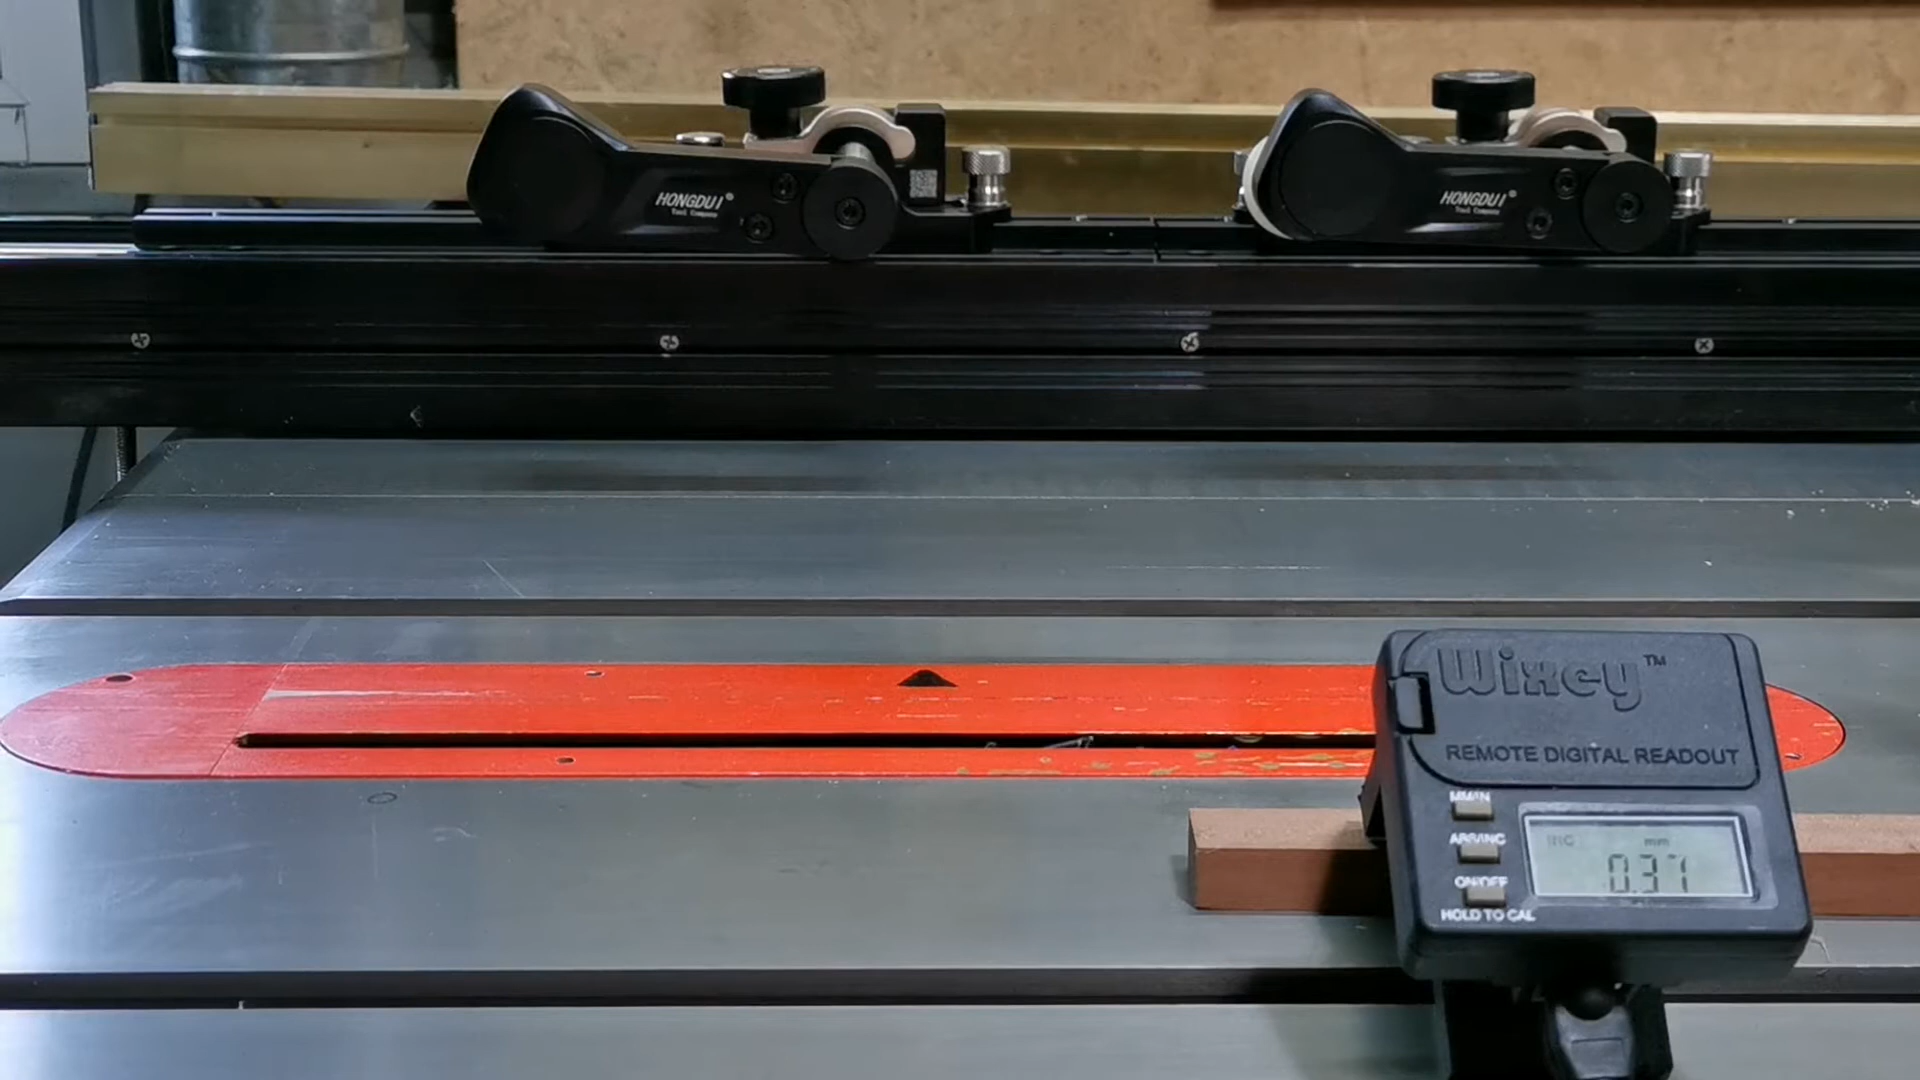 HONGDUI®
Tool Company
HONGDUI®
Tool Company
Wixey™
REMOTE DIGITAL READOUT
MM/IN
ABS/INC
ON/OFF
HOLD TO CAL
INC mm
0.37